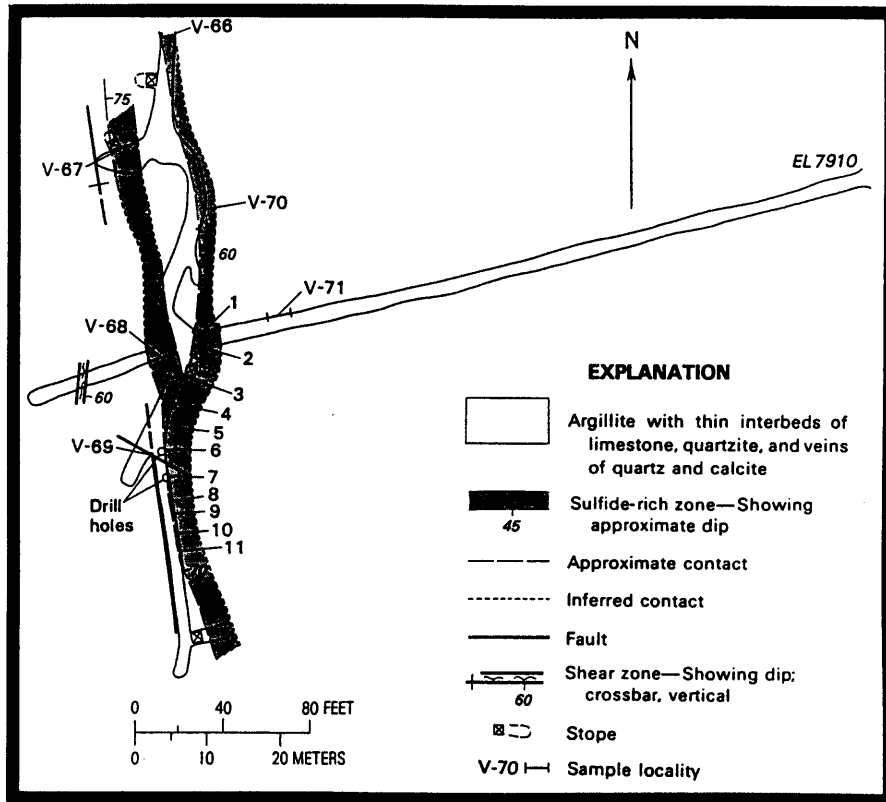 V-66
N
75
V-67
EL 7910
V-70
60
V-71
1
V-68
2
60
3
4
5
V-69
6
7
Drill
holes
8
9
10
11
0 40 80 FEET
0 10 20 METERS
EXPLANATION
Argillite with thin interbeds of
limestone, quartzite, and veins
of quartz and calcite
Sulfide-rich zone—Showing
approximate dip
45
Approximate contact
Inferred contact
Fault
Shear zone—Showing dip;
crossbar, vertical
60
Stope
V-70 Sample locality